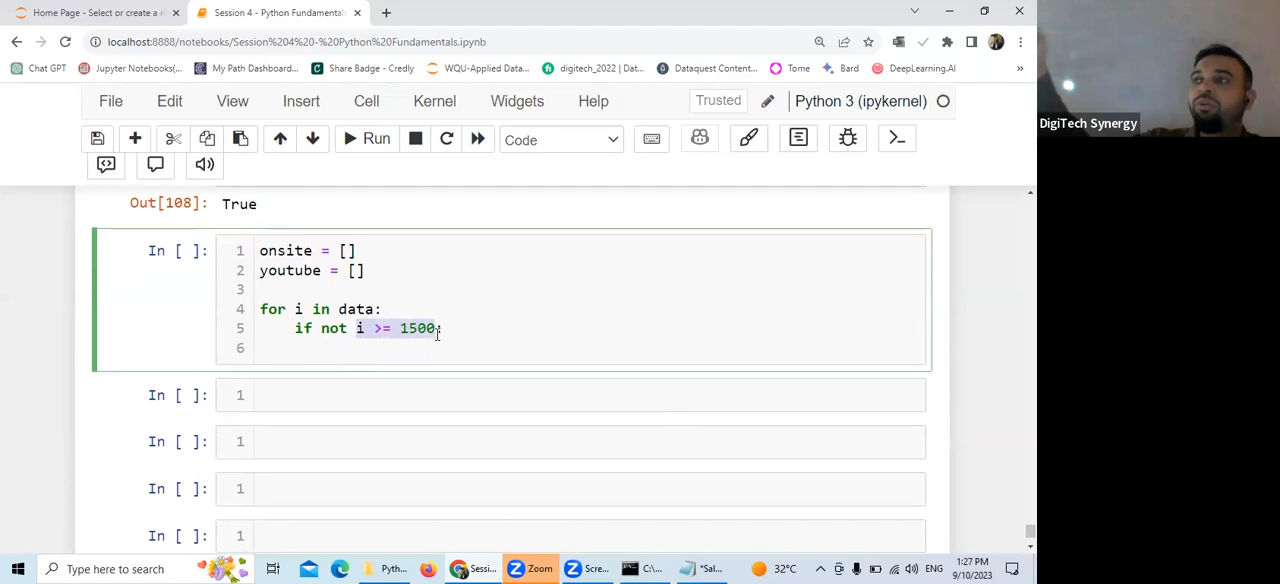 Home Page - Select or create a n
Session 4 - Python Fundamentals
localhost:8888/notebooks/Session%204%20-%20Python%20Fundamentals.ipynb
Chat GPT
Jupyter Notebooks(...
My Path Dashboard...
Share Badge - Credly
WQU-Applied Data...
digitech_2022 | Dat...
Dataquest Content...
Tome
Bard
DeepLearning.AI
»
DigiTech Synergy
File
Edit
View
Insert
Cell
Kernel
Widgets
Help
Trusted
Python 3 (ipykernel)
Run
Code
Out[108]: True
In [ ]:
1 onsite = []
2 youtube = []
3
4 for i in data:
5 if not i >= 1500:
6
In [ ]: 1
In [ ]: 1
In [ ]: 1
In [ ]: 1
Type here to search
Pyth...
Sessi...
Zoom
Scre...
C:\...
*Sal...
32°C
ENG
1:27 PM
9/10/2023